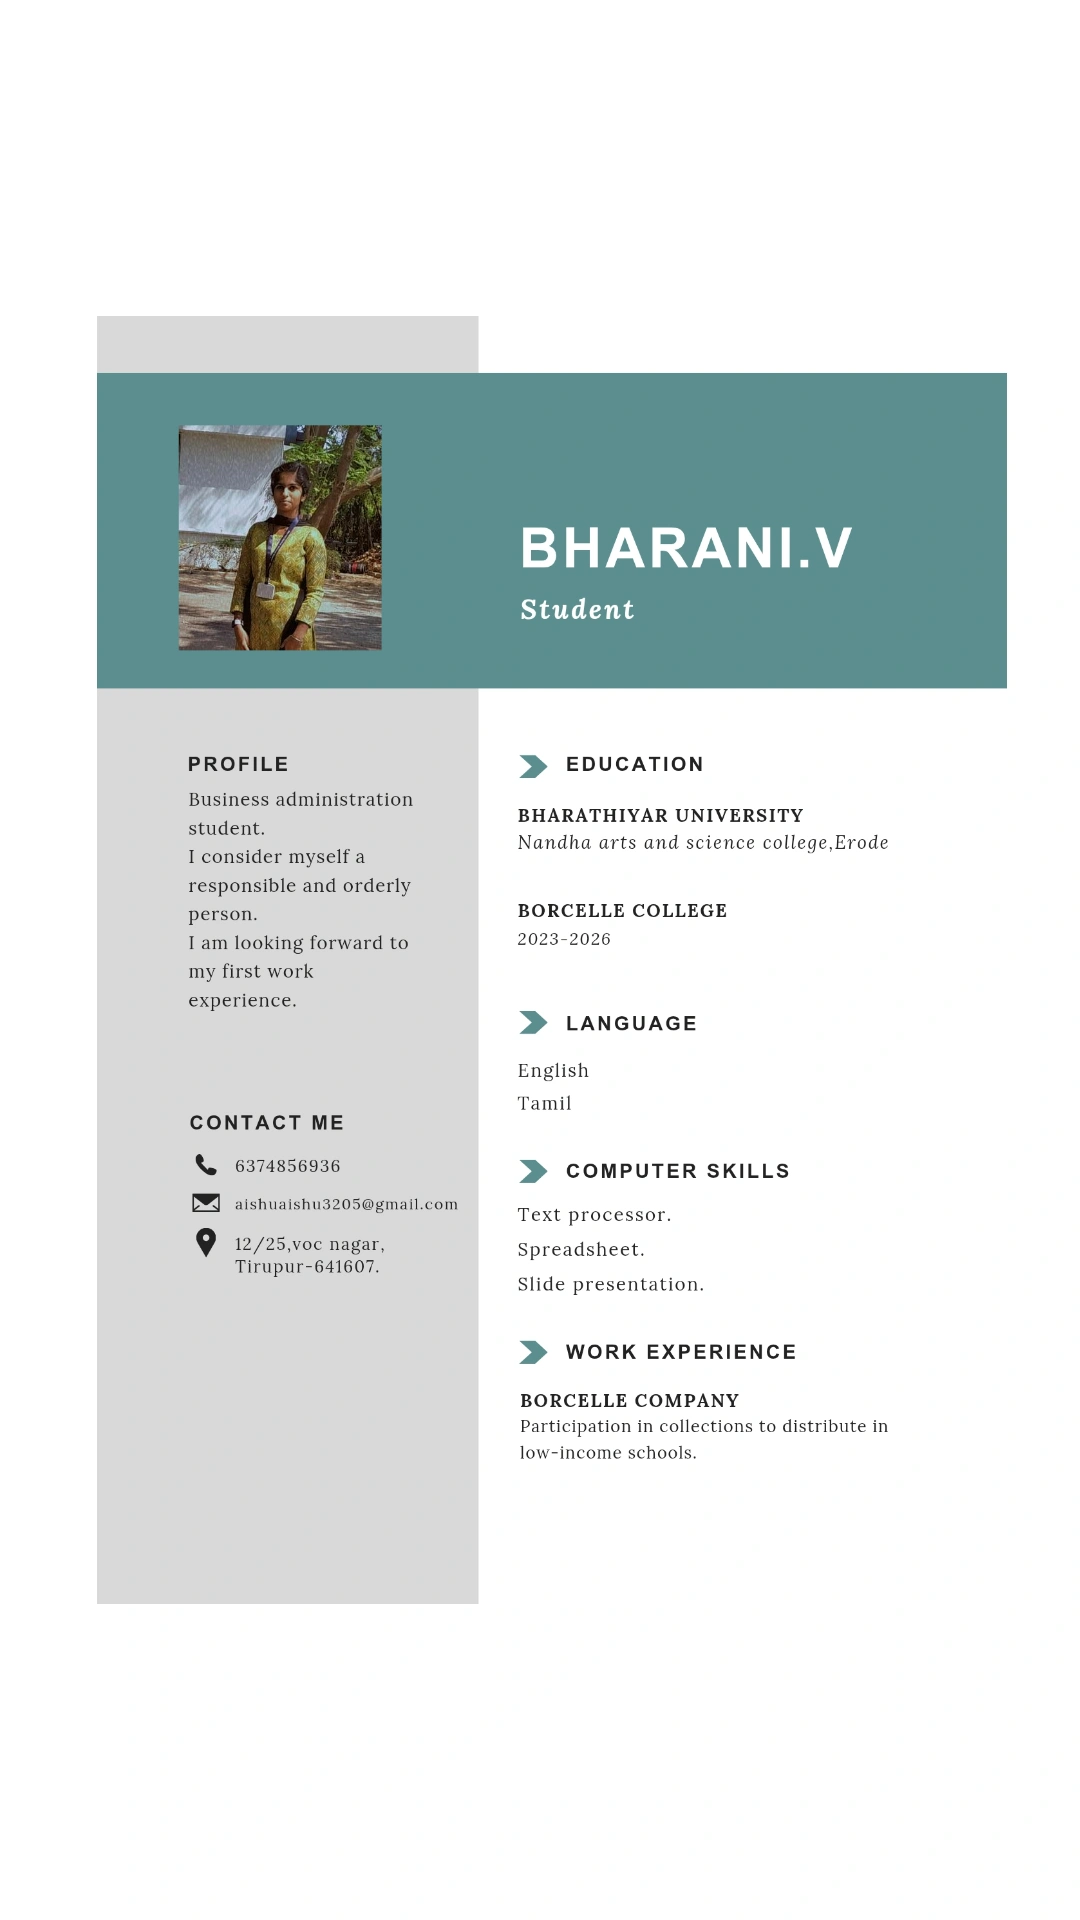 BHARANI.V
Student
PROFILE
Business administration
student.
I consider myself a
responsible and orderly
person.
I am looking forward to
my first work
experience.
CONTACT ME
6374856936
aishuaishu3205@gmail.com
12/25,voc nagar,
Tirupur-641607.
EDUCATION
BHARATHIYAR UNIVERSITY
Nandha arts and science college,Erode
BORCELLE COLLEGE
2023-2026
LANGUAGE
English
Tamil
COMPUTER SKILLS
Text processor.
Spreadsheet.
Slide presentation.
WORK EXPERIENCE
BORCELLE COMPANY
Participation in collections to distribute in
low-income schools.